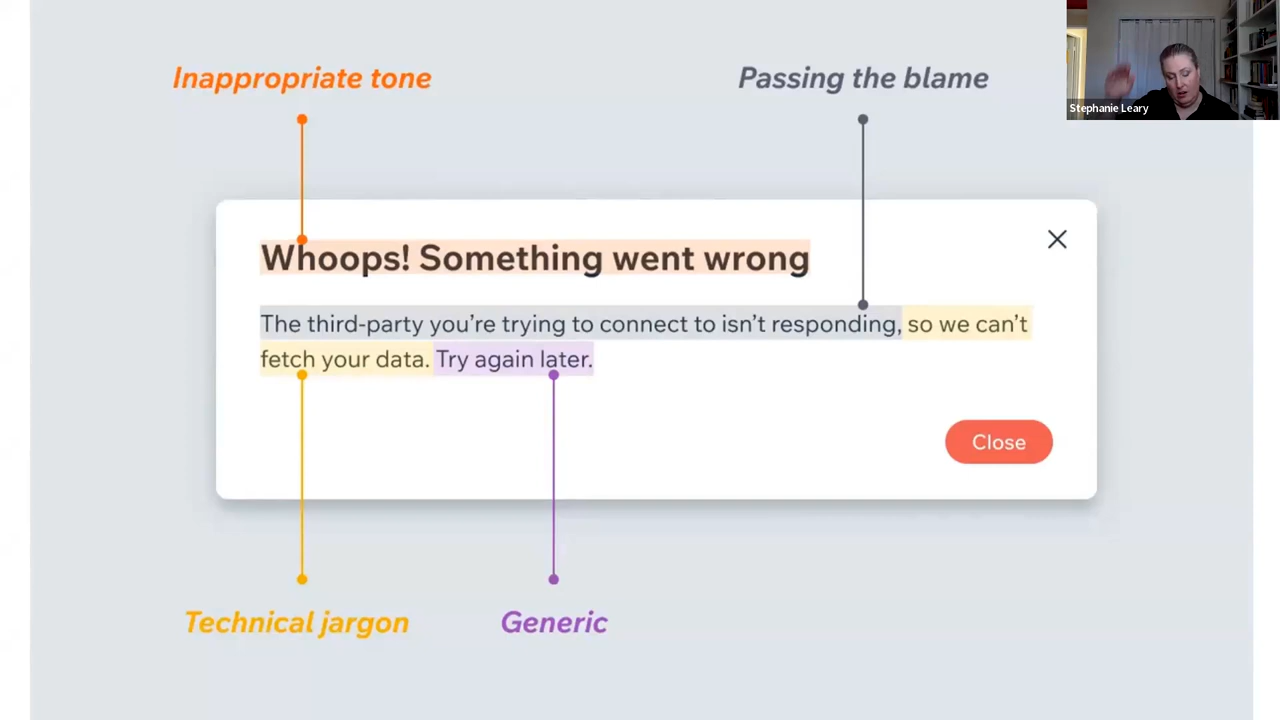 Inappropriate tone
Passing the blame
Stephanie Leary
Whoops! Something went wrong
The third-party you're trying to connect to isn't responding, so we can't
fetch your data. Try again later.
Close
Technical jargon
Generic